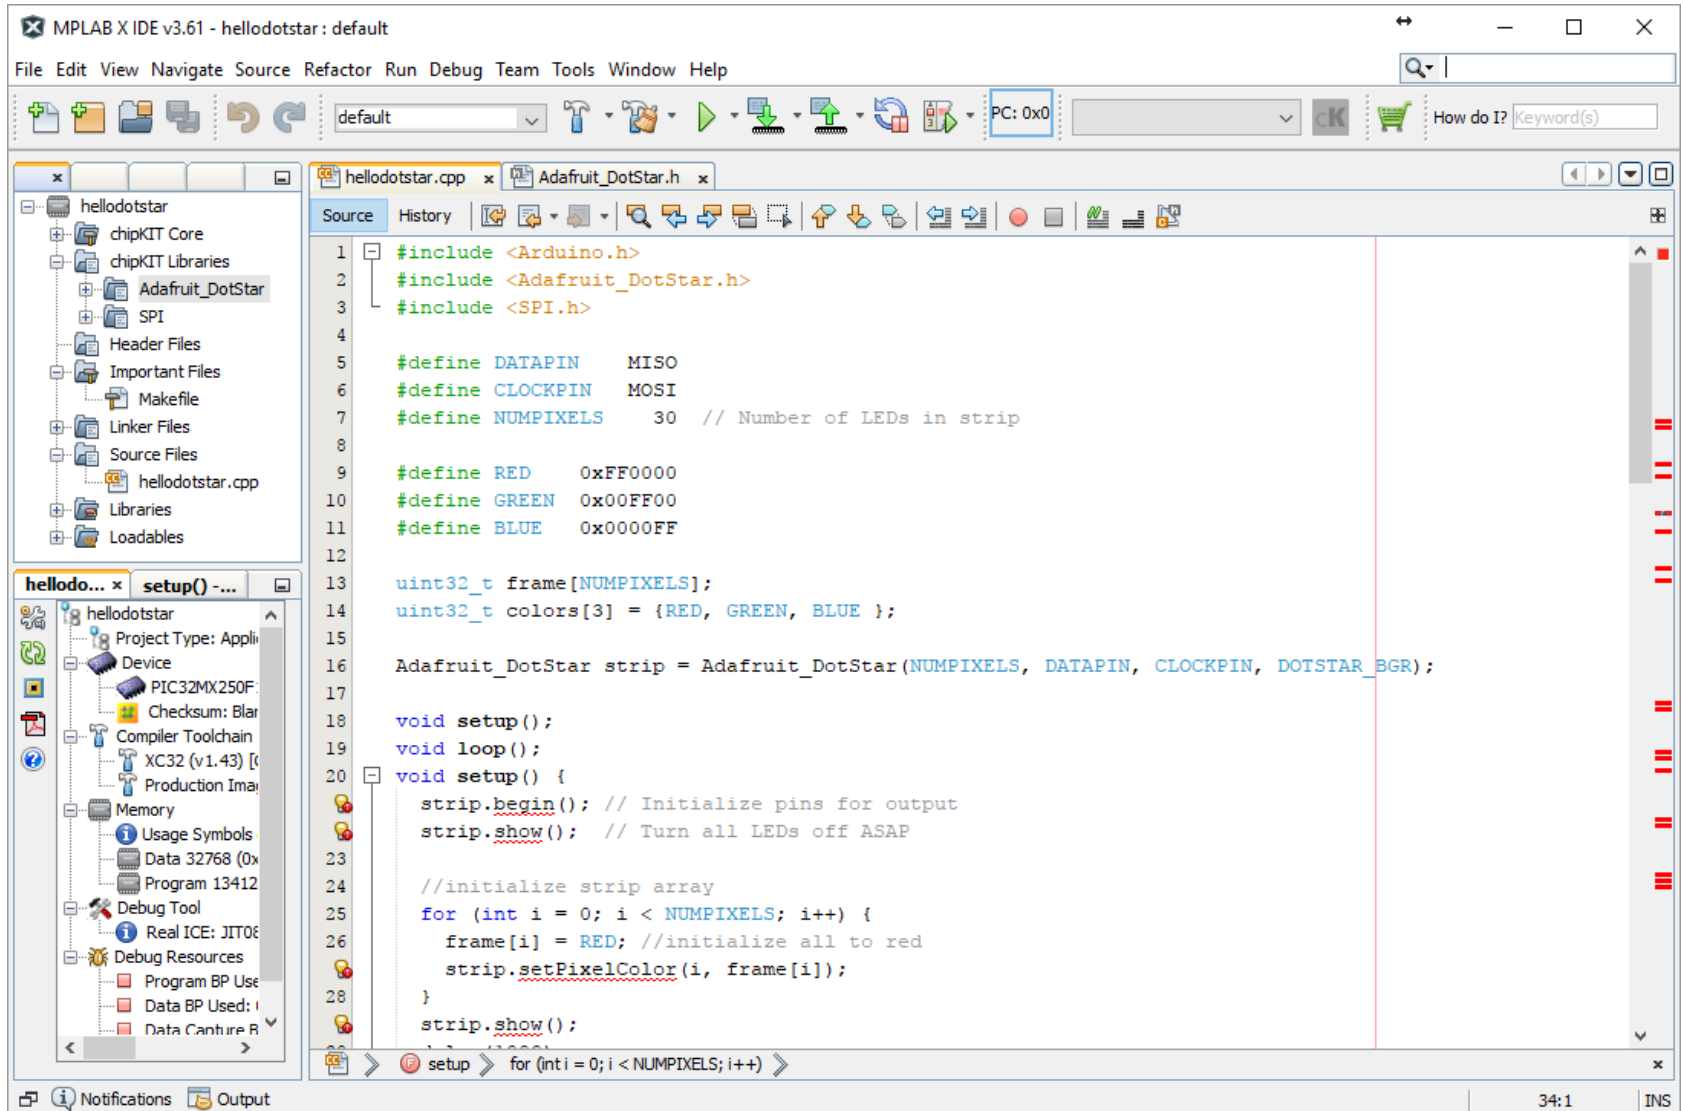 MPLAB X IDE v3.61 - hellodotstar : default
File Edit View Navigate Source Refactor Run Debug Team Tools Window Help
default
PC: 0x0
How do I? Keyword(s)
hellodotstar
chipKIT Core
chipKIT Libraries
Adafruit_DotStar
SPI
Header Files
Important Files
Makefile
Linker Files
Source Files
hellodotstar.cpp
Libraries
Loadables
hellodo... setup() -...
hellodotstar
Project Type: Appli
Device
PIC32MX250F
Checksum: Blar
Compiler Toolchain
XC32 (v1.43) [
Production Ima
Memory
Usage Symbols
Data 32768 (0x
Program 13412
Debug Tool
Real ICE: JIT08
Debug Resources
Program BP Use
Data BP Used:
Data Capture B
hellodotstar.cpp Adafruit_DotStar.h
Source History
1 #include <Arduino.h>
2 #include <Adafruit_DotStar.h>
3 #include <SPI.h>
4
5 #define DATAPIN    MISO
6 #define CLOCKPIN   MOSI
7 #define NUMPIXELS    30  // Number of LEDs in strip
8
9 #define RED    0xFF0000
10 #define GREEN  0x00FF00
11 #define BLUE   0x0000FF
12
13 uint32_t frame[NUMPIXELS];
14 uint32_t colors[3] = {RED, GREEN, BLUE };
15
16 Adafruit_DotStar strip = Adafruit_DotStar(NUMPIXELS, DATAPIN, CLOCKPIN, DOTSTAR_BGR);
17
18 void setup();
19 void loop();
20 void setup() {
strip.begin(); // Initialize pins for output
strip.show();  // Turn all LEDs off ASAP
23
24 //initialize strip array
25 for (int i = 0; i < NUMPIXELS; i++) {
26 frame[i] = RED; //initialize all to red
strip.setPixelColor(i, frame[i]);
28 }
strip.show();
setup for (int i = 0; i < NUMPIXELS; i++)
Notifications Output
34:1 INS